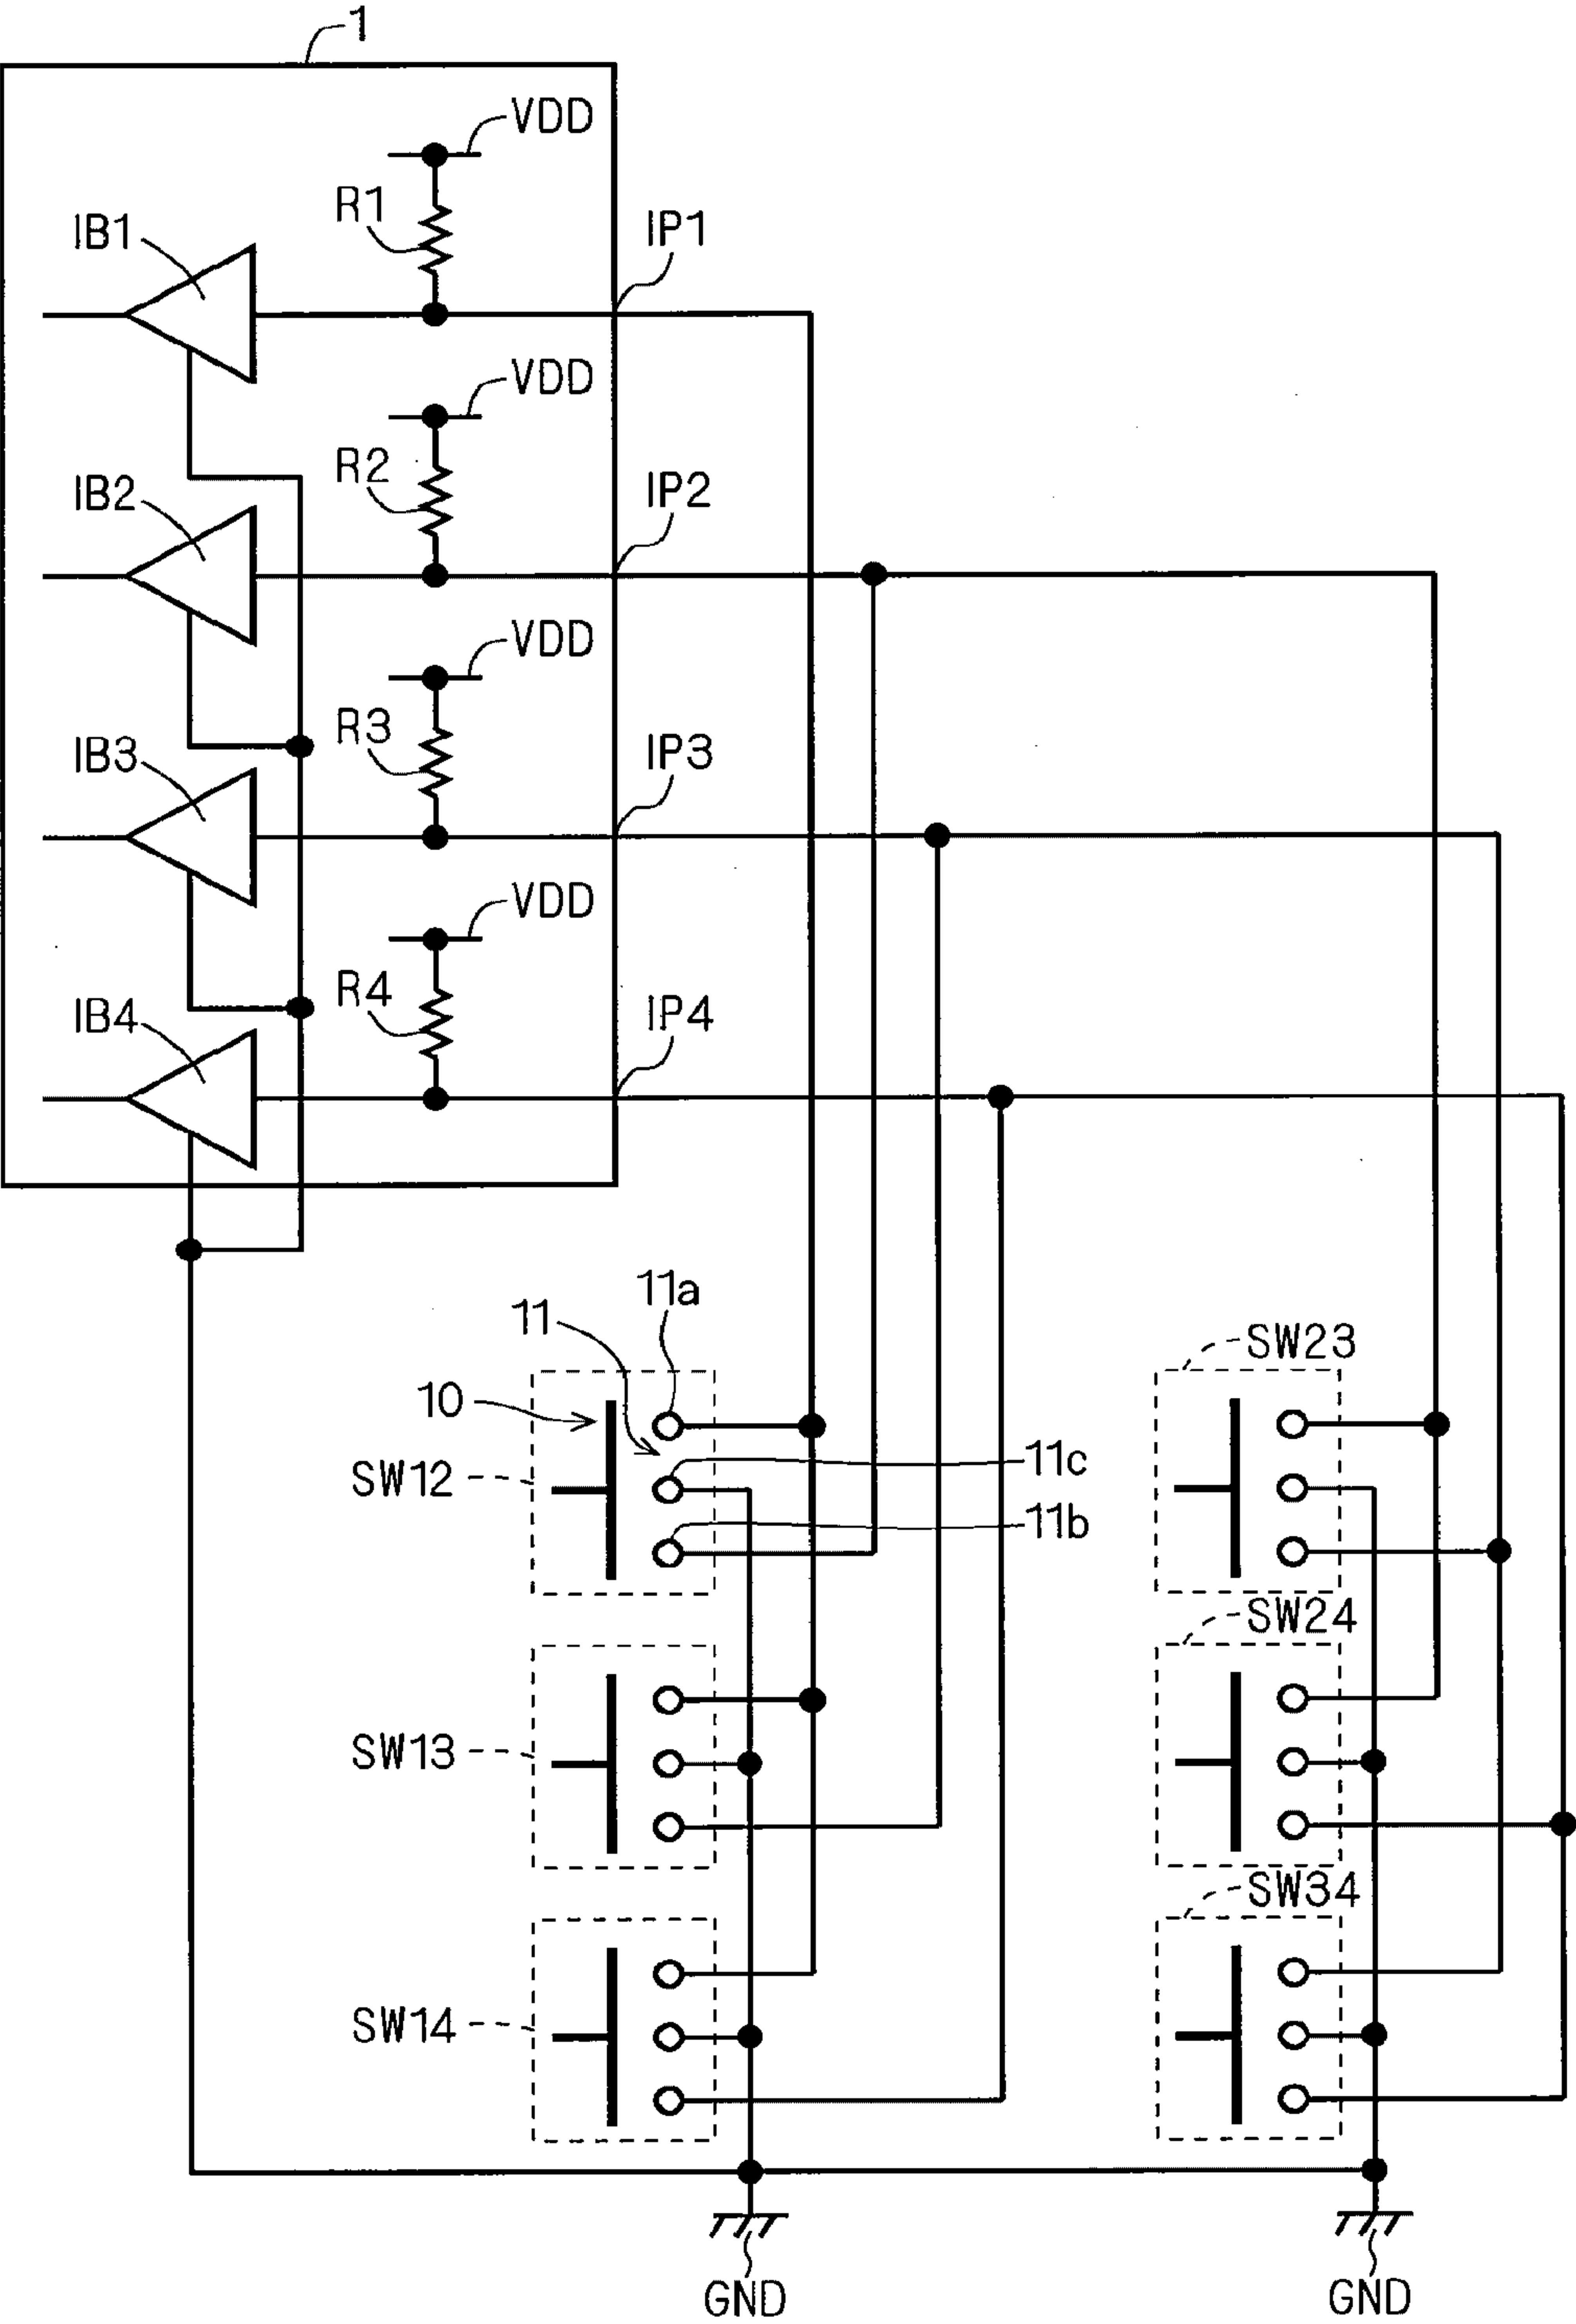 1
VDD
R1
IB1
IP1
VDD
R2
IB2
IP2
VDD
R3
IB3
IP3
VDD
R4
IB4
IP4
11a
11
SW23
10
11c
SW12
11b
SW24
SW13
SW34
SW14
GND
GND